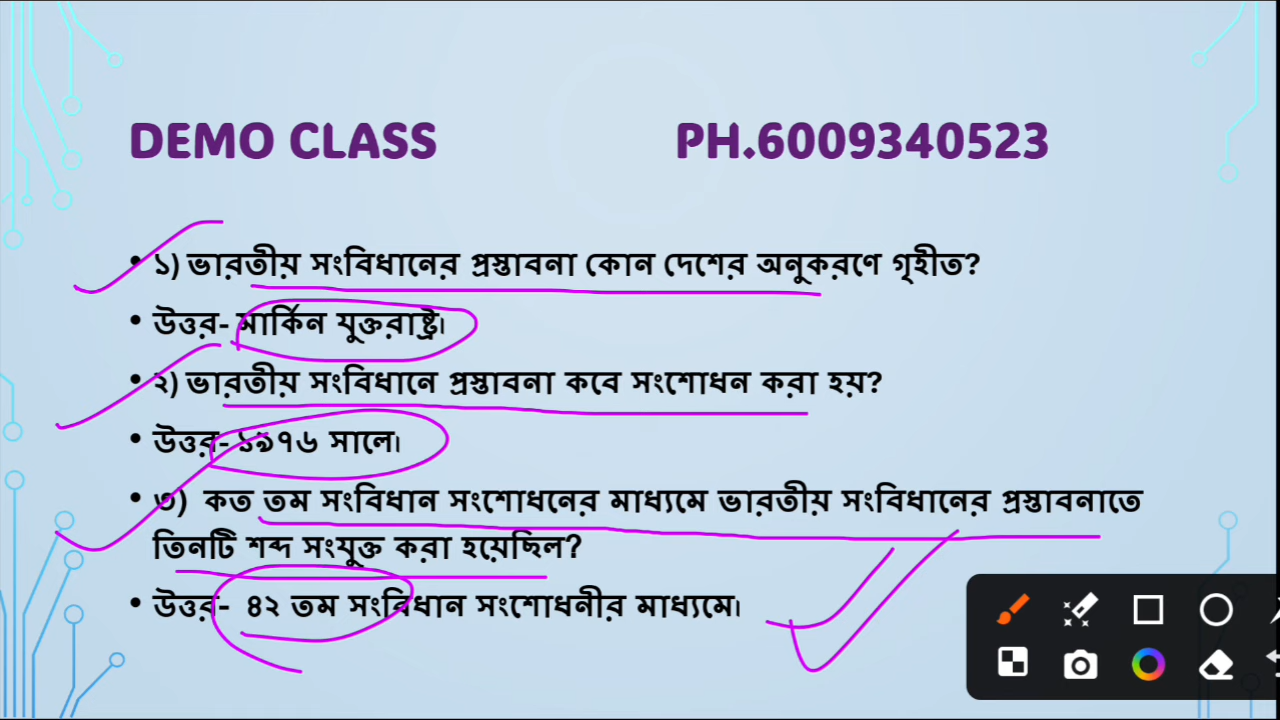 DEMO CLASS PH.6009340523
• ১) ভারতীয় সংবিধানের প্রস্তাবনা কোন দেশের অনুকরণে গৃহীত?
• উত্তর- মার্কিন যুক্তরাষ্ট্র।
• ২) ভারতীয় সংবিধানে প্রস্তাবনা কবে সংশোধন করা হয়?
• উত্তর- ১৯৭৬ সালে।
• ৩) কত তম সংবিধান সংশোধনের মাধ্যমে ভারতীয় সংবিধানের প্রস্তাবনাতে
তিনটি শব্দ সংযুক্ত করা হয়েছিল?
• উত্তর- ৪২ তম সংবিধান সংশোধনীর মাধ্যমে।